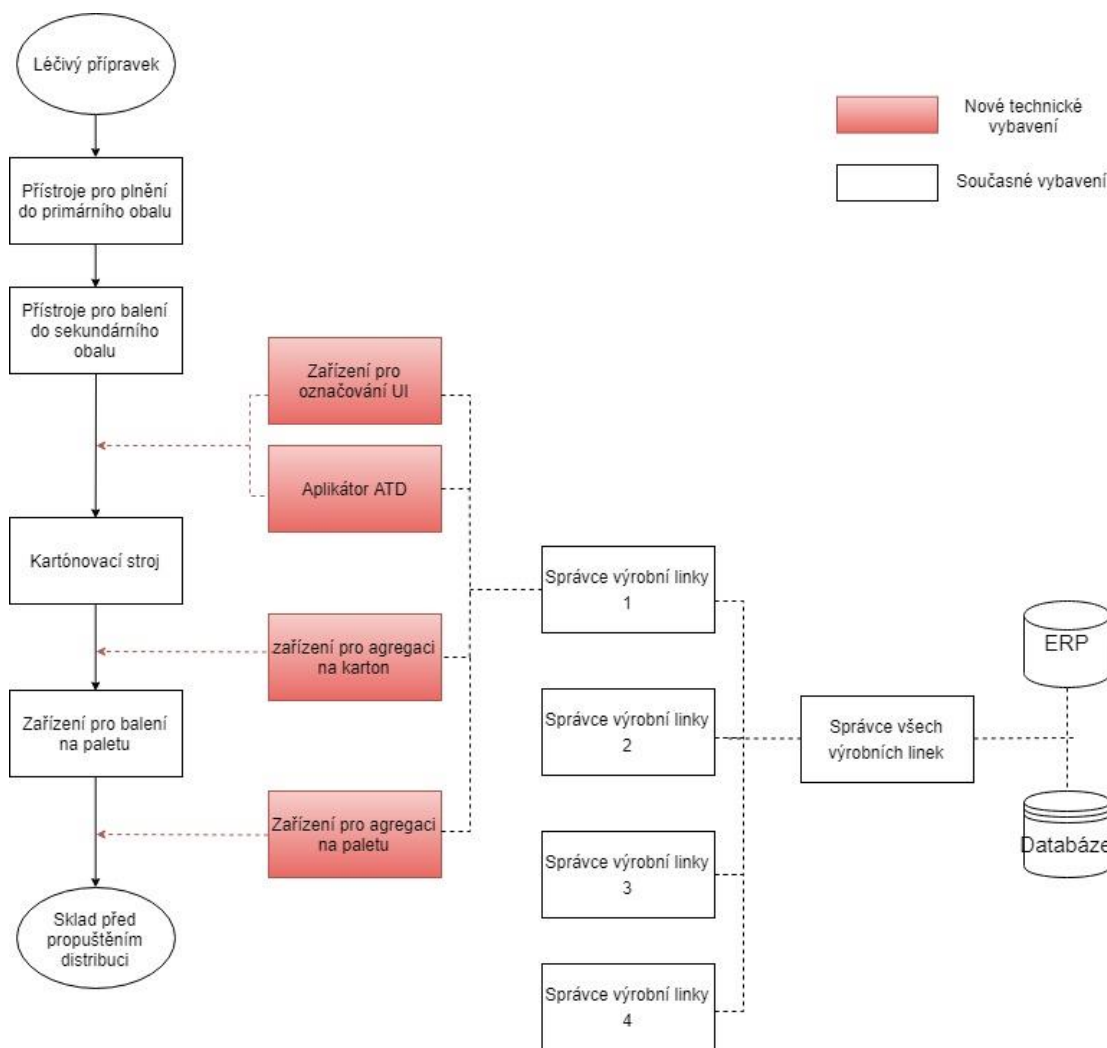 Léčivý přípravek
Nové technické
vybavení
Současné vybavení
Přístroje pro plnění
do primárního obalu
Přístroje pro balení
do sekundárního
obalu
Zařízení pro
označování UI
Aplikátor ATD
Kartónovací stroj
zařízení pro agregaci
na karton
Zařízení pro balení
na paletu
Zařízení pro agregaci
na paletu
Sklad před
propuštěním
distribuci
Správce výrobní linky
1
Správce výrobní linky
2
Správce výrobní linky
3
Správce výrobní linky
4
Správce všech
výrobních linek
ERP
Databáze